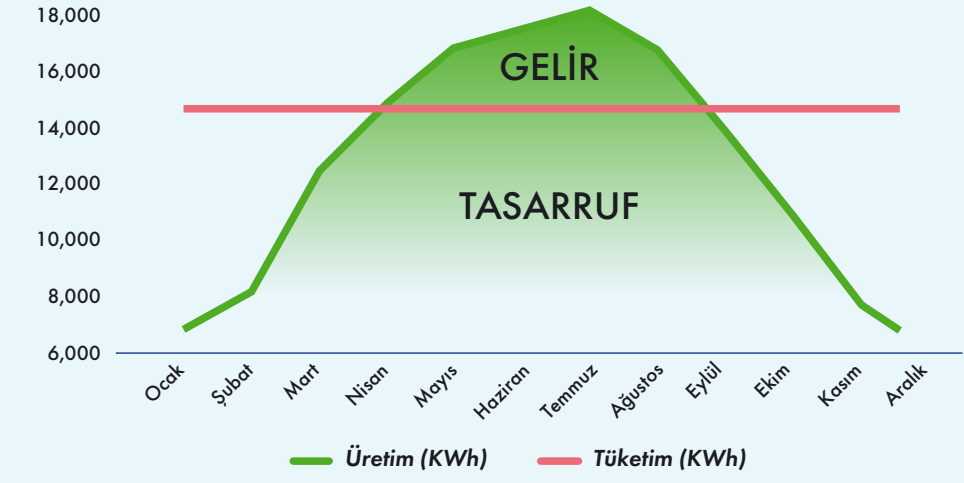 18,000
16,000
14,000
12,000
10,000
8,000
6,000
GELİR
TASARRUF
Ocak
Şubat
Mart
Nisan
Mayıs
Haziran
Temmuz
Ağustos
Eylül
Ekim
Kasım
Aralık
Üretim (KWh)
Tüketim (KWh)